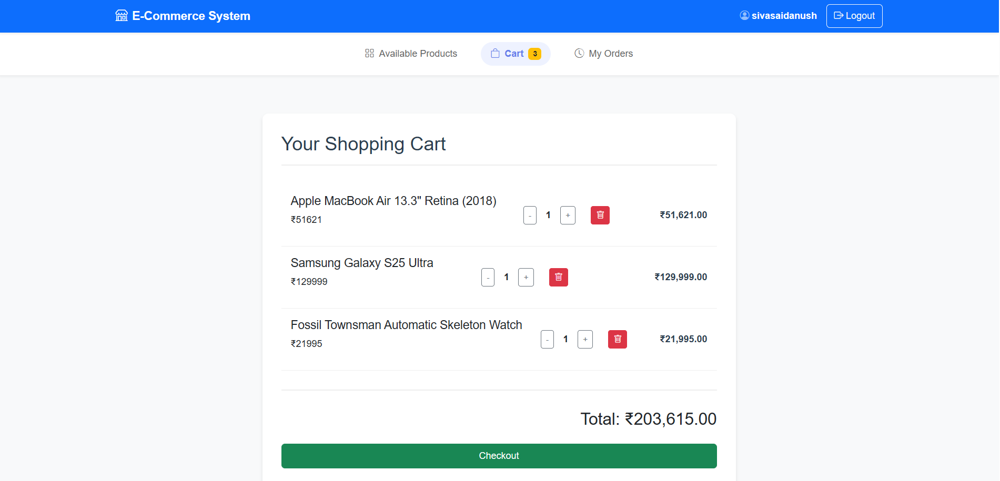 E-Commerce System
sivasaidanush
Logout
Available Products
Cart 3
My Orders
Your Shopping Cart
Apple MacBook Air 13.3" Retina (2018)
₹51621
- 1 +
₹51,621.00
Samsung Galaxy S25 Ultra
₹129999
- 1 +
₹129,999.00
Fossil Townsman Automatic Skeleton Watch
₹21995
- 1 +
₹21,995.00
Total: ₹203,615.00
Checkout